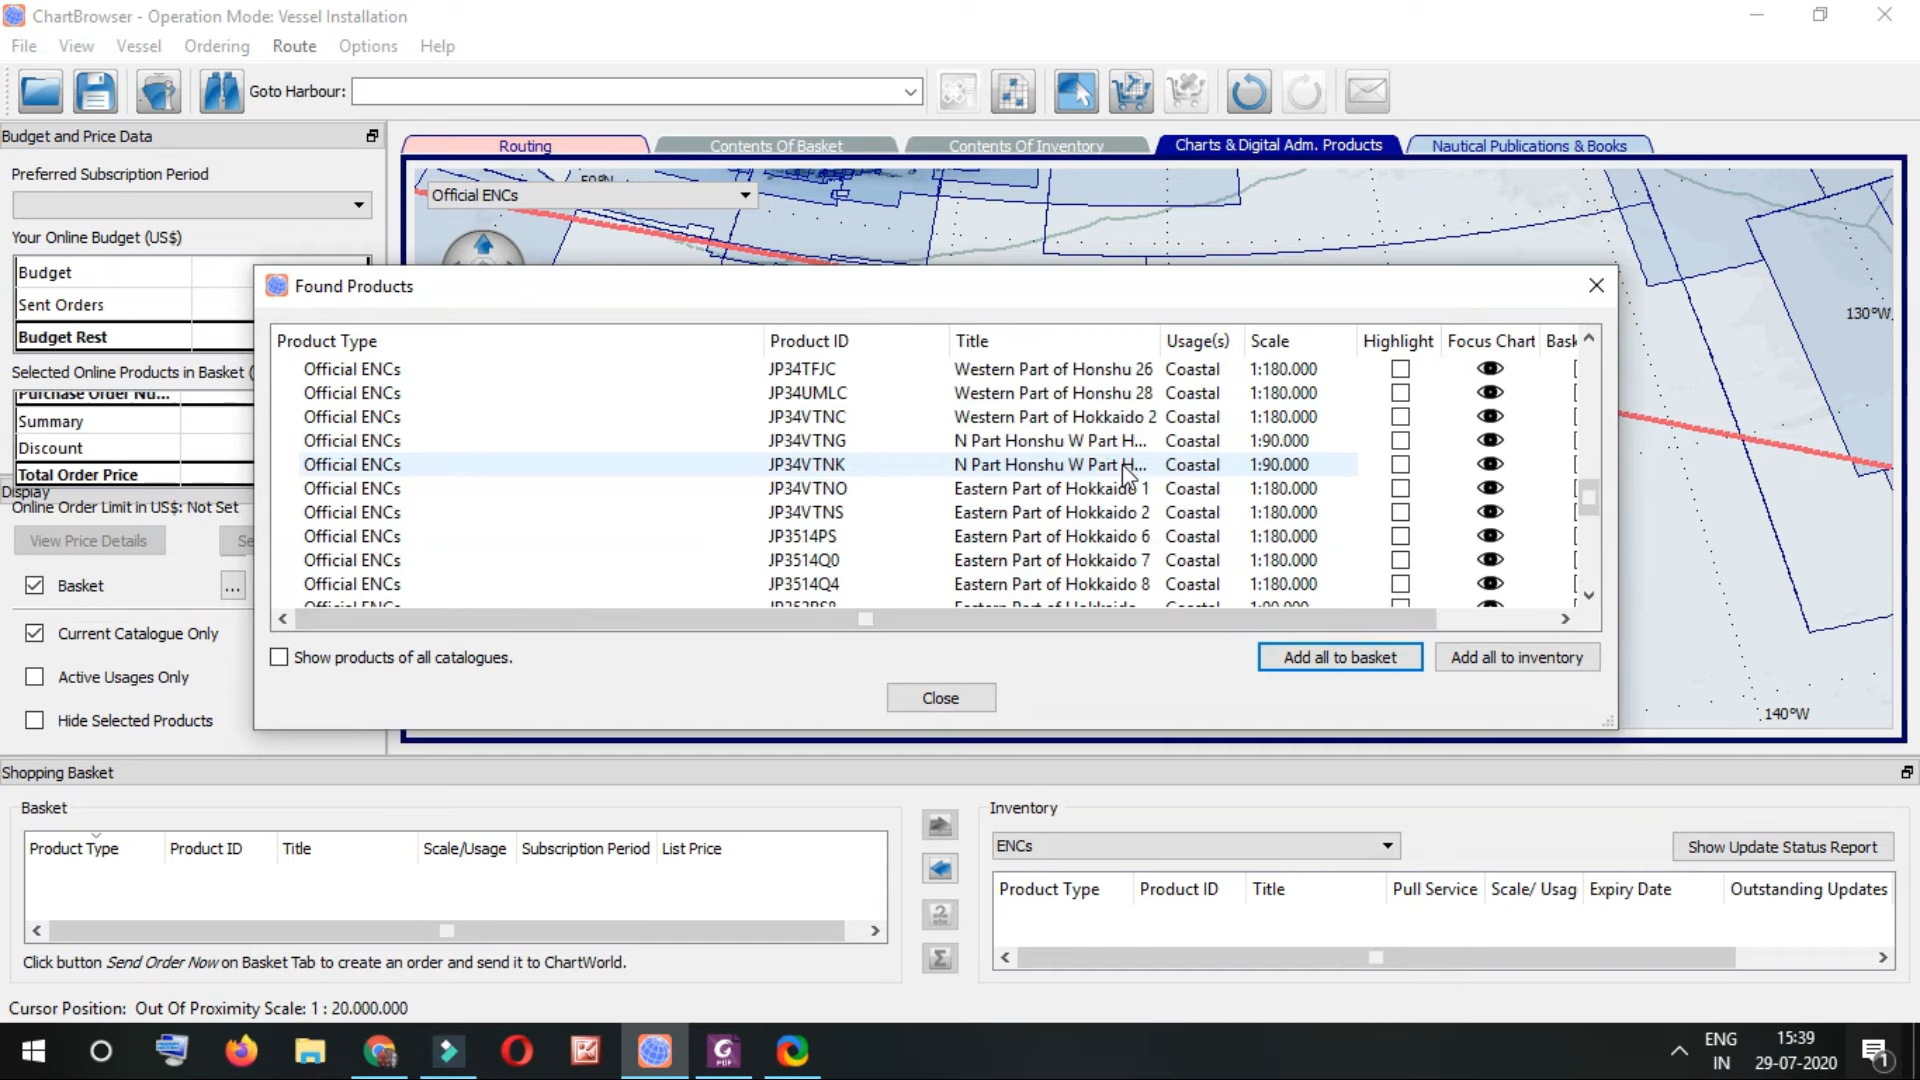 ChartBrowser - Operation Mode: Vessel Installation
File View Vessel Ordering Route Options Help
Goto Harbour:
Budget and Price Data
Preferred Subscription Period
Your Online Budget (US$)
Budget
Sent Orders
Budget Rest
Selected Online Products in Basket (
Purchase Order Nu...
Summary
Discount
Total Order Price
Display
Online Order Limit in US$: Not Set
View Price Details Se
Basket ...
Current Catalogue Only
Active Usages Only
Hide Selected Products
Routing Contents Of Basket Contents Of Inventory Charts & Digital Adm. Products Nautical Publications & Books
Official ENCs
130°W
140°W
Found Products
Product Type Product ID Title Usage(s) Scale Highlight Focus Chart Bask
Official ENCs JP34TFJC Western Part of Honshu 26 Coastal 1:180.000
Official ENCs JP34UMLC Western Part of Honshu 28 Coastal 1:180.000
Official ENCs JP34VTNC Western Part of Hokkaido 2 Coastal 1:180.000
Official ENCs JP34VTNG N Part Honshu W Part H... Coastal 1:90.000
Official ENCs JP34VTNK N Part Honshu W Part H... Coastal 1:90.000
Official ENCs JP34VTNO Eastern Part of Hokkaido 1 Coastal 1:180.000
Official ENCs JP34VTNS Eastern Part of Hokkaido 2 Coastal 1:180.000
Official ENCs JP3514PS Eastern Part of Hokkaido 6 Coastal 1:180.000
Official ENCs JP3514Q0 Eastern Part of Hokkaido 7 Coastal 1:180.000
Official ENCs JP3514Q4 Eastern Part of Hokkaido 8 Coastal 1:180.000
Show products of all catalogues.
Add all to basket Add all to inventory
Close
Shopping Basket
Basket
Product Type Product ID Title Scale/Usage Subscription Period List Price
Click button Send Order Now on Basket Tab to create an order and send it to ChartWorld.
Inventory
ENCs
Show Update Status Report
Product Type Product ID Title Pull Service Scale/ Usag Expiry Date Outstanding Updates
Cursor Position: Out Of Proximity Scale: 1 : 20.000.000
ENG
IN
15:39
29-07-2020
1